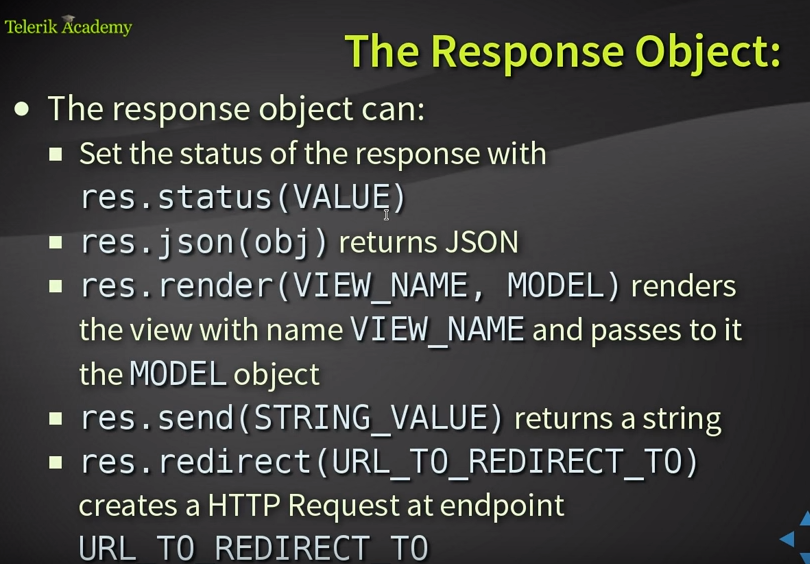 Telerik Academy
The Response Object:
The response object can:
Set the status of the response with
res.status(VALUE)
res.json(obj) returns JSON
res.render(VIEW_NAME, MODEL) renders
the view with name VIEW_NAME and passes to it
the MODEL object
res.send(STRING_VALUE) returns a string
res.redirect(URL_TO_REDIRECT_TO)
creates a HTTP Request at endpoint
URL_TO_REDIRECT_TO